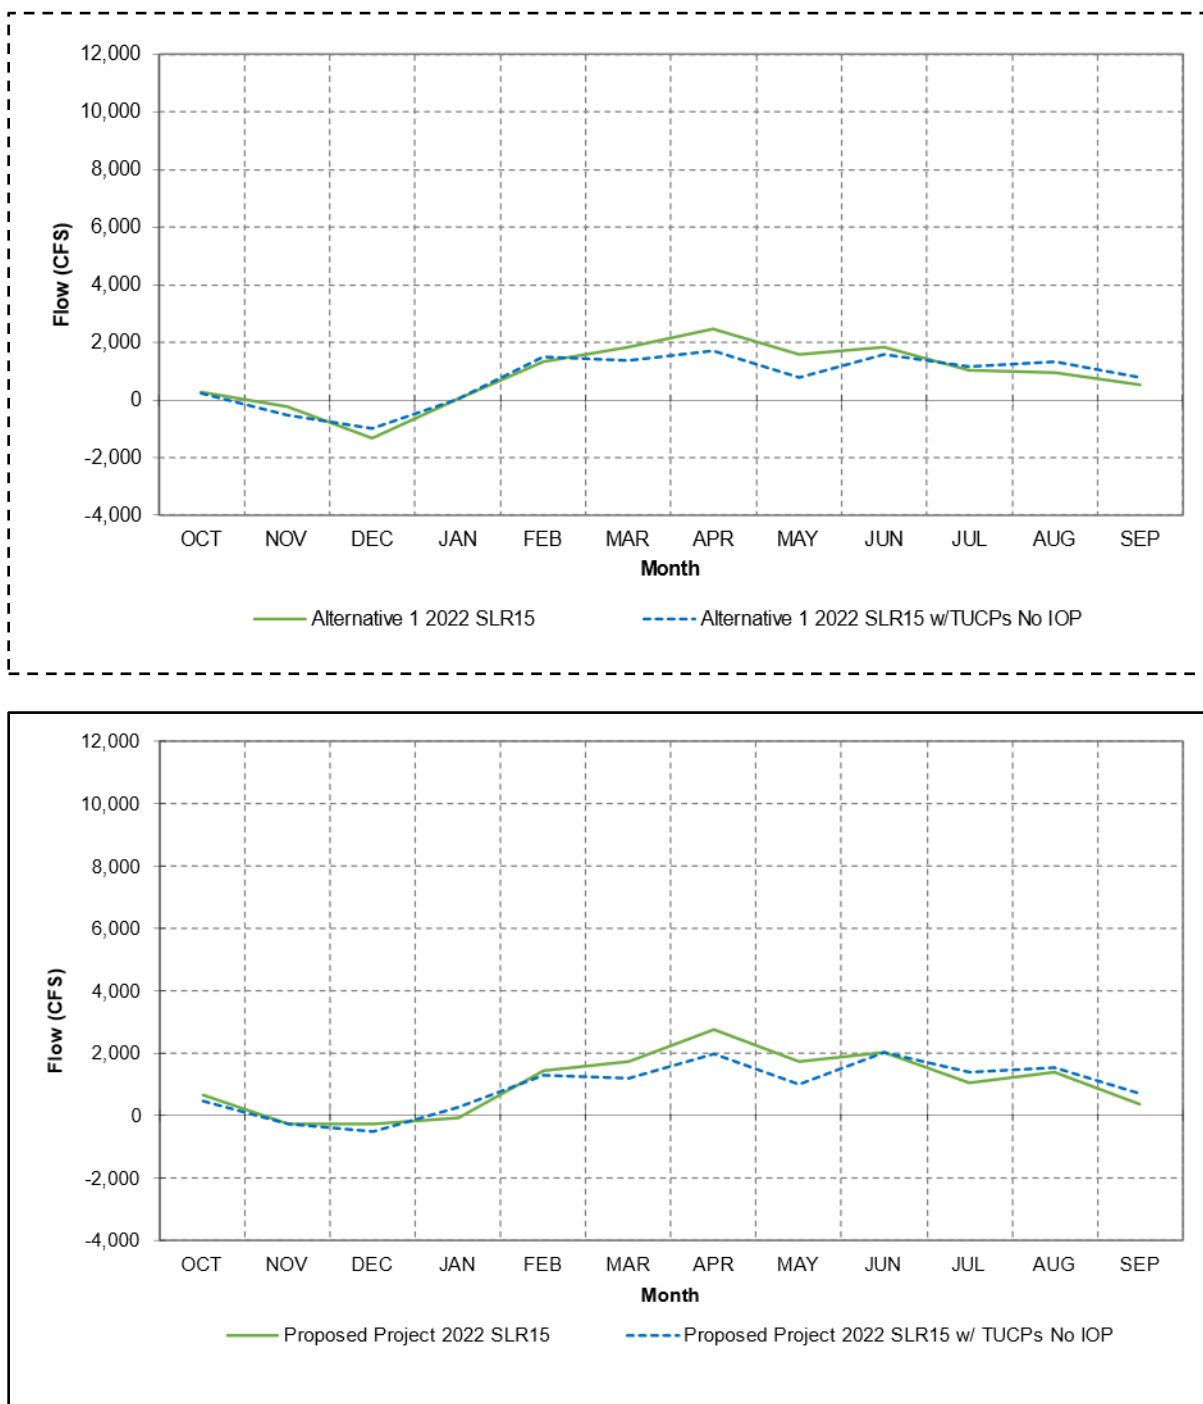 12,000
10,000
8,000
6,000
4,000
2,000
0
-2,000
-4,000
Flow (CFS)
OCT NOV DEC JAN FEB MAR APR MAY JUN JUL AUG SEP
Month
Alternative 1 2022 SLR15 Alternative 1 2022 SLR15 w/TUCPs No IOP
12,000
10,000
8,000
6,000
4,000
2,000
0
-2,000
-4,000
Flow (CFS)
OCT NOV DEC JAN FEB MAR APR MAY JUN JUL AUG SEP
Month
Proposed Project 2022 SLR15 Proposed Project 2022 SLR15 w/ TUCPs No IOP